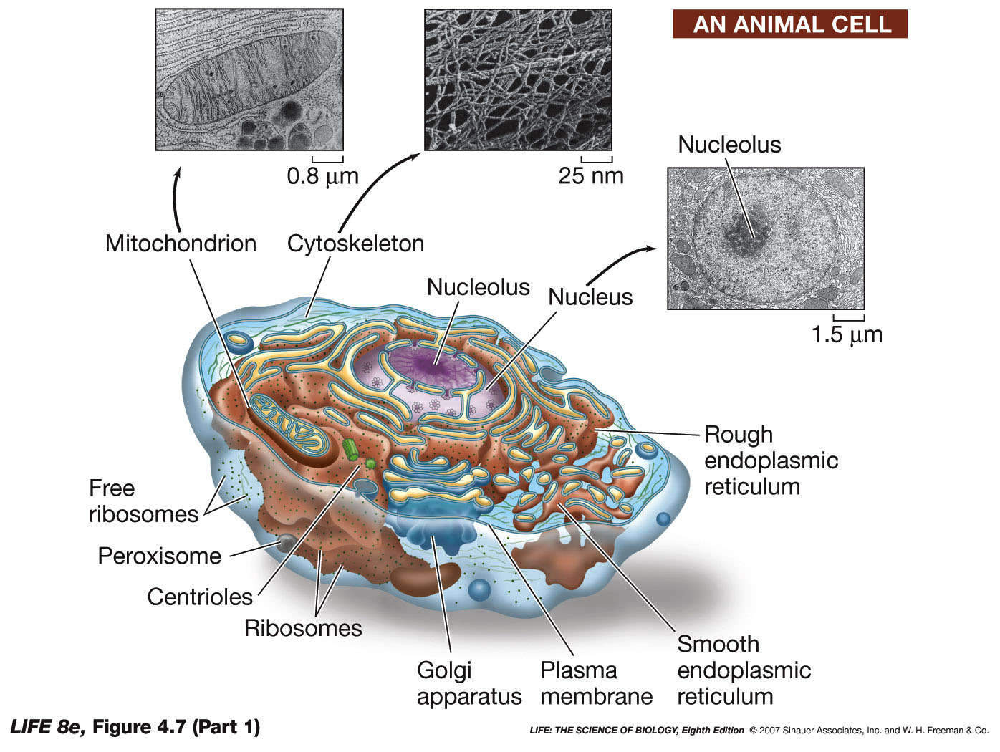 AN ANIMAL CELL
Nucleolus
0.8 μm
25 nm
Mitochondrion
Cytoskeleton
Nucleolus
Nucleus
1.5 μm
Rough
endoplasmic
reticulum
Free
ribosomes
Peroxisome
Centrioles
Ribosomes
Golgi
apparatus
Plasma
membrane
Smooth
endoplasmic
reticulum
LIFE 8e, Figure 4.7 (Part 1)
LIFE: THE SCIENCE OF BIOLOGY, Eighth Edition © 2007 Sinauer Associates, Inc. and W. H. Freeman & Co.